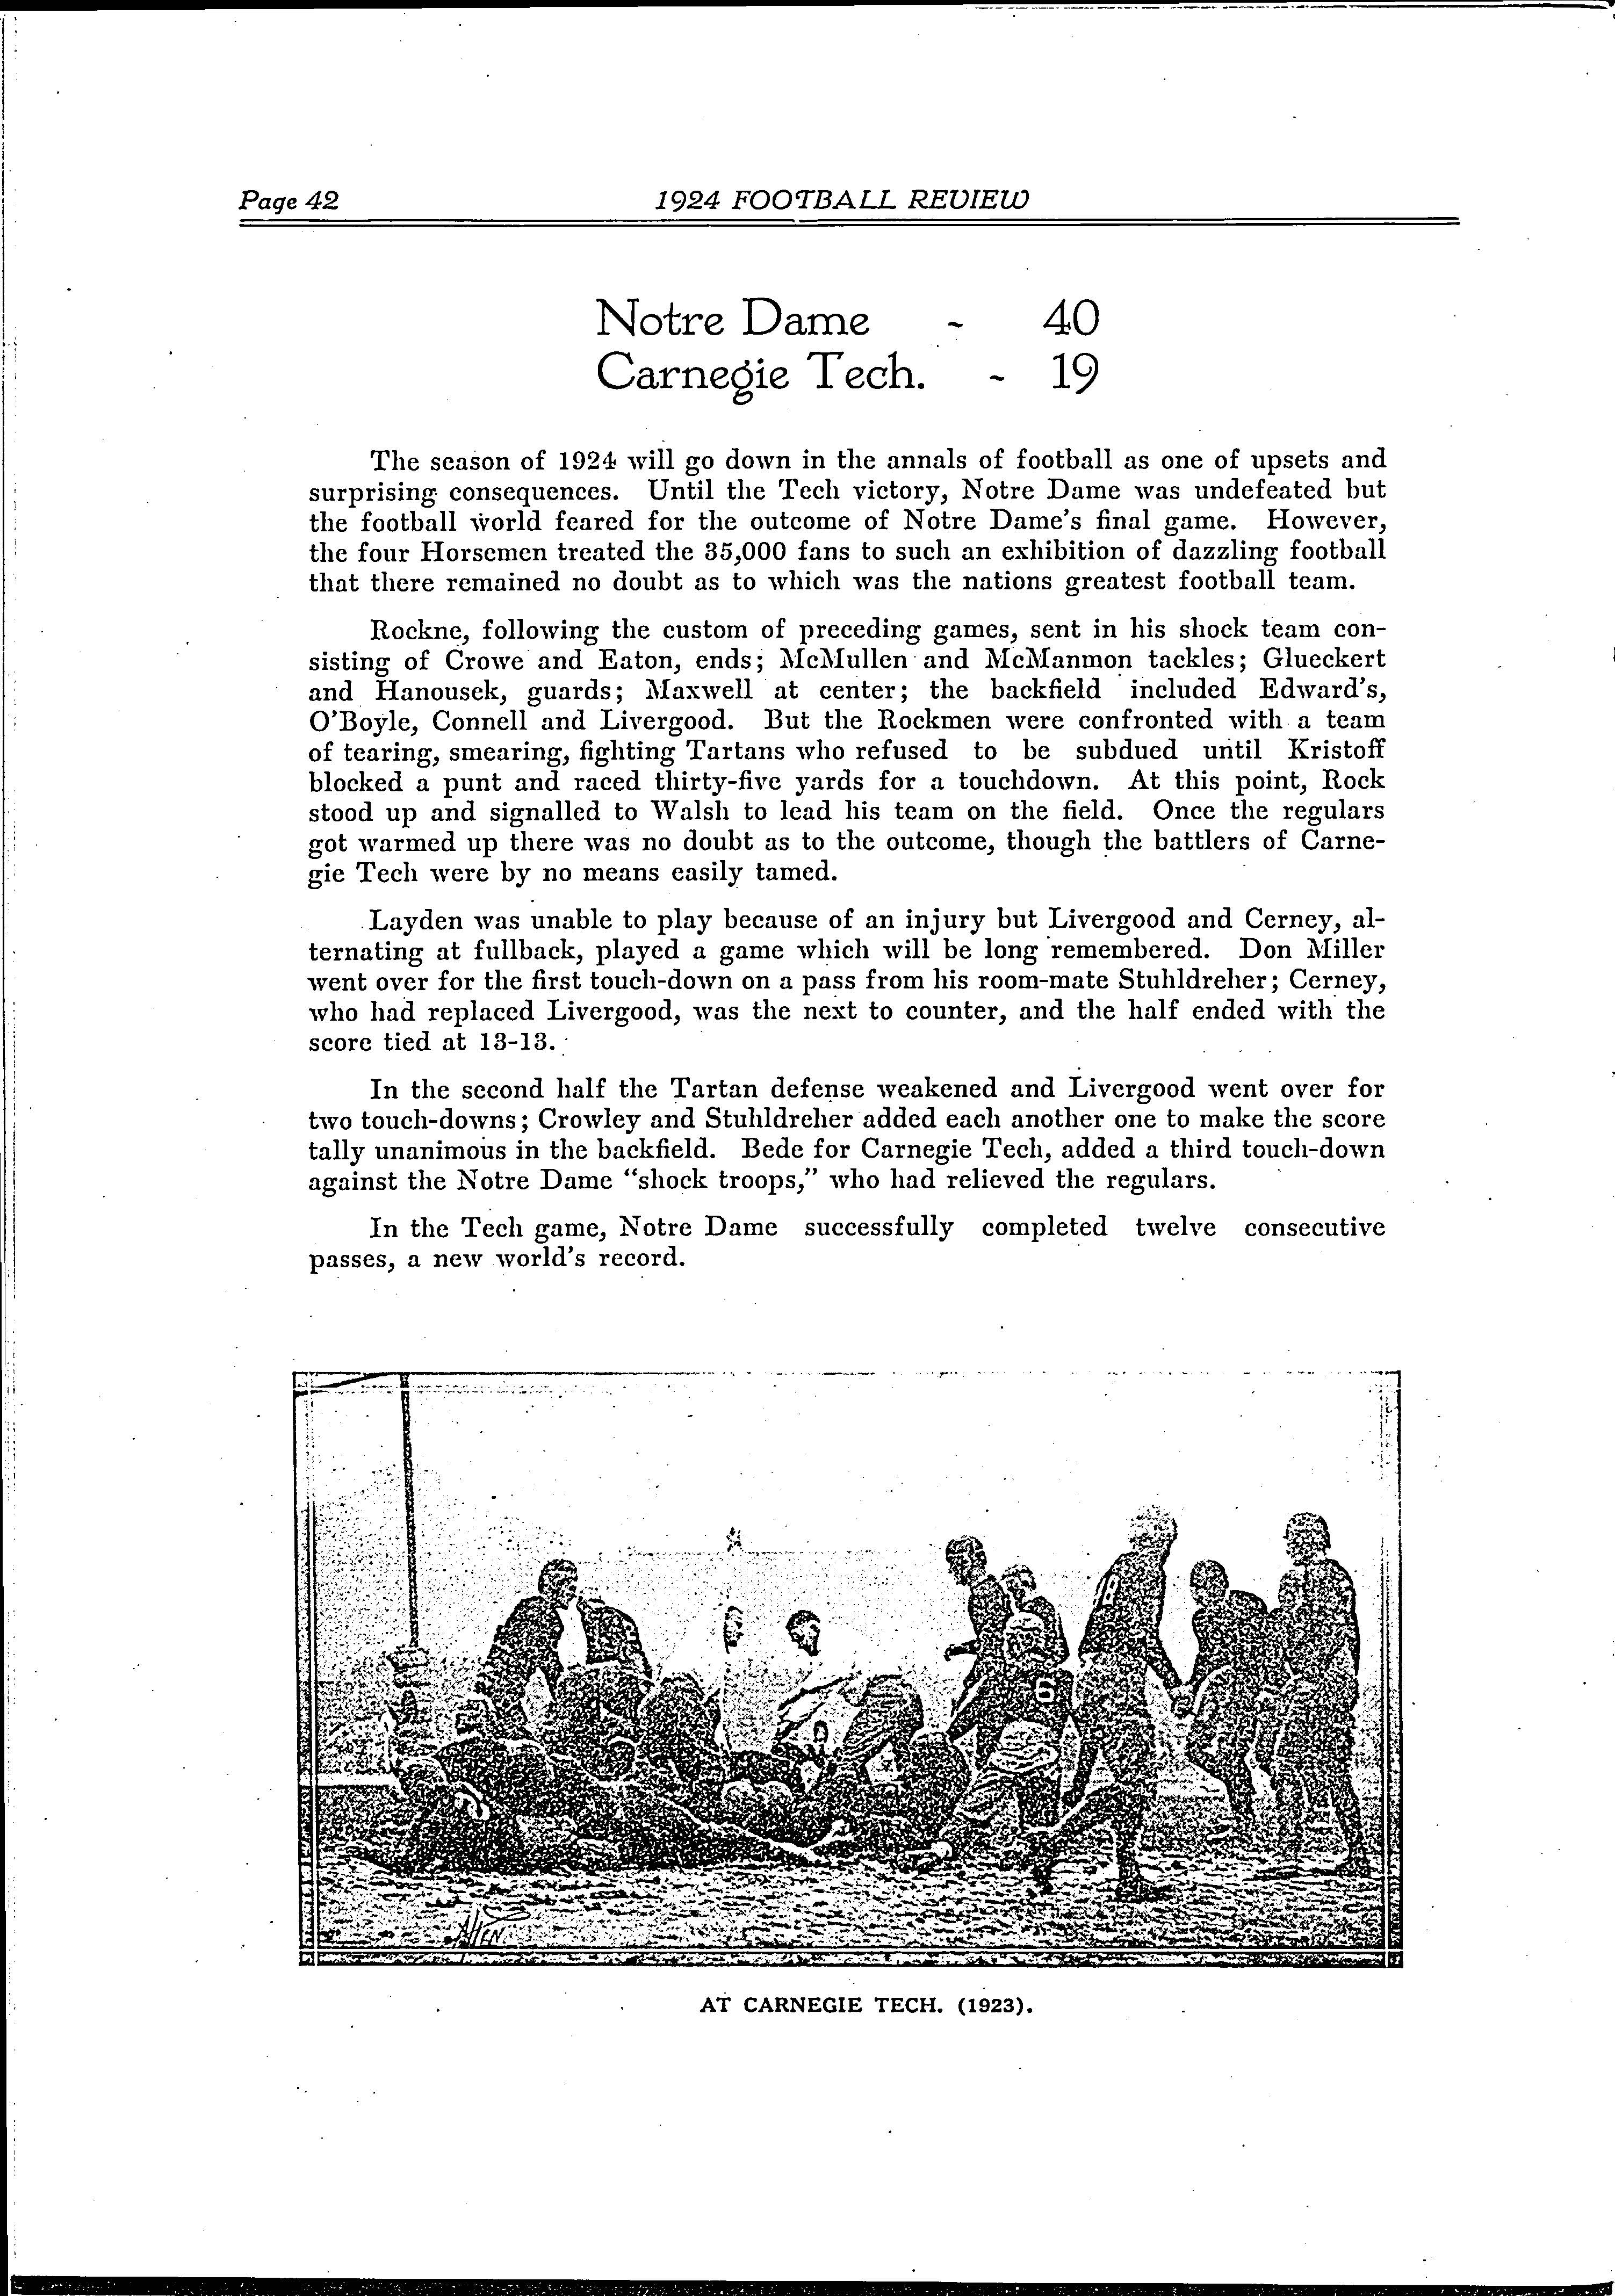 Page 42
1924 FOOTBALL REVIEW
Notre Dame - 40
Carnegie Tech. - 19
The season of 1924 will go down in the annals of football as one of upsets and
surprising consequences. Until the Tech victory, Notre Dame was undefeated but
the football world feared for the outcome of Notre Dame's final game. However,
the four Horsemen treated the 35,000 fans to such an exhibition of dazzling football
that there remained no doubt as to which was the nations greatest football team.
Rockne, following the custom of preceding games, sent in his shock team con-
sisting of Crowe and Eaton, ends; McMullen and McManmon tackles; Glueckert
and Hanousek, guards; Maxwell at center; the backfield included Edward's,
O'Boyle, Connell and Livergood. But the Rockmen were confronted with a team
of tearing, smearing, fighting Tartans who refused to be subdued until Kristoff
blocked a punt and raced thirty-five yards for a touchdown. At this point, Rock
stood up and signalled to Walsh to lead his team on the field. Once the regulars
got warmed up there was no doubt as to the outcome, though the battlers of Carne-
gie Tech were by no means easily tamed.
Layden was unable to play because of an injury but Livergood and Cerney, al-
ternating at fullback, played a game which will be long remembered. Don Miller
went over for the first touch-down on a pass from his room-mate Stuhldreher; Cerney,
who had replaced Livergood, was the next to counter, and the half ended with the
score tied at 13-13.
In the second half the Tartan defense weakened and Livergood went over for
two touch-downs; Crowley and Stuhldreher added each another one to make the score
tally unanimous in the backfield. Bede for Carnegie Tech, added a third touch-down
against the Notre Dame "shock troops," who had relieved the regulars.
In the Tech game, Notre Dame successfully completed twelve consecutive
passes, a new world's record.
6
AT CARNEGIE TECH. (1923).